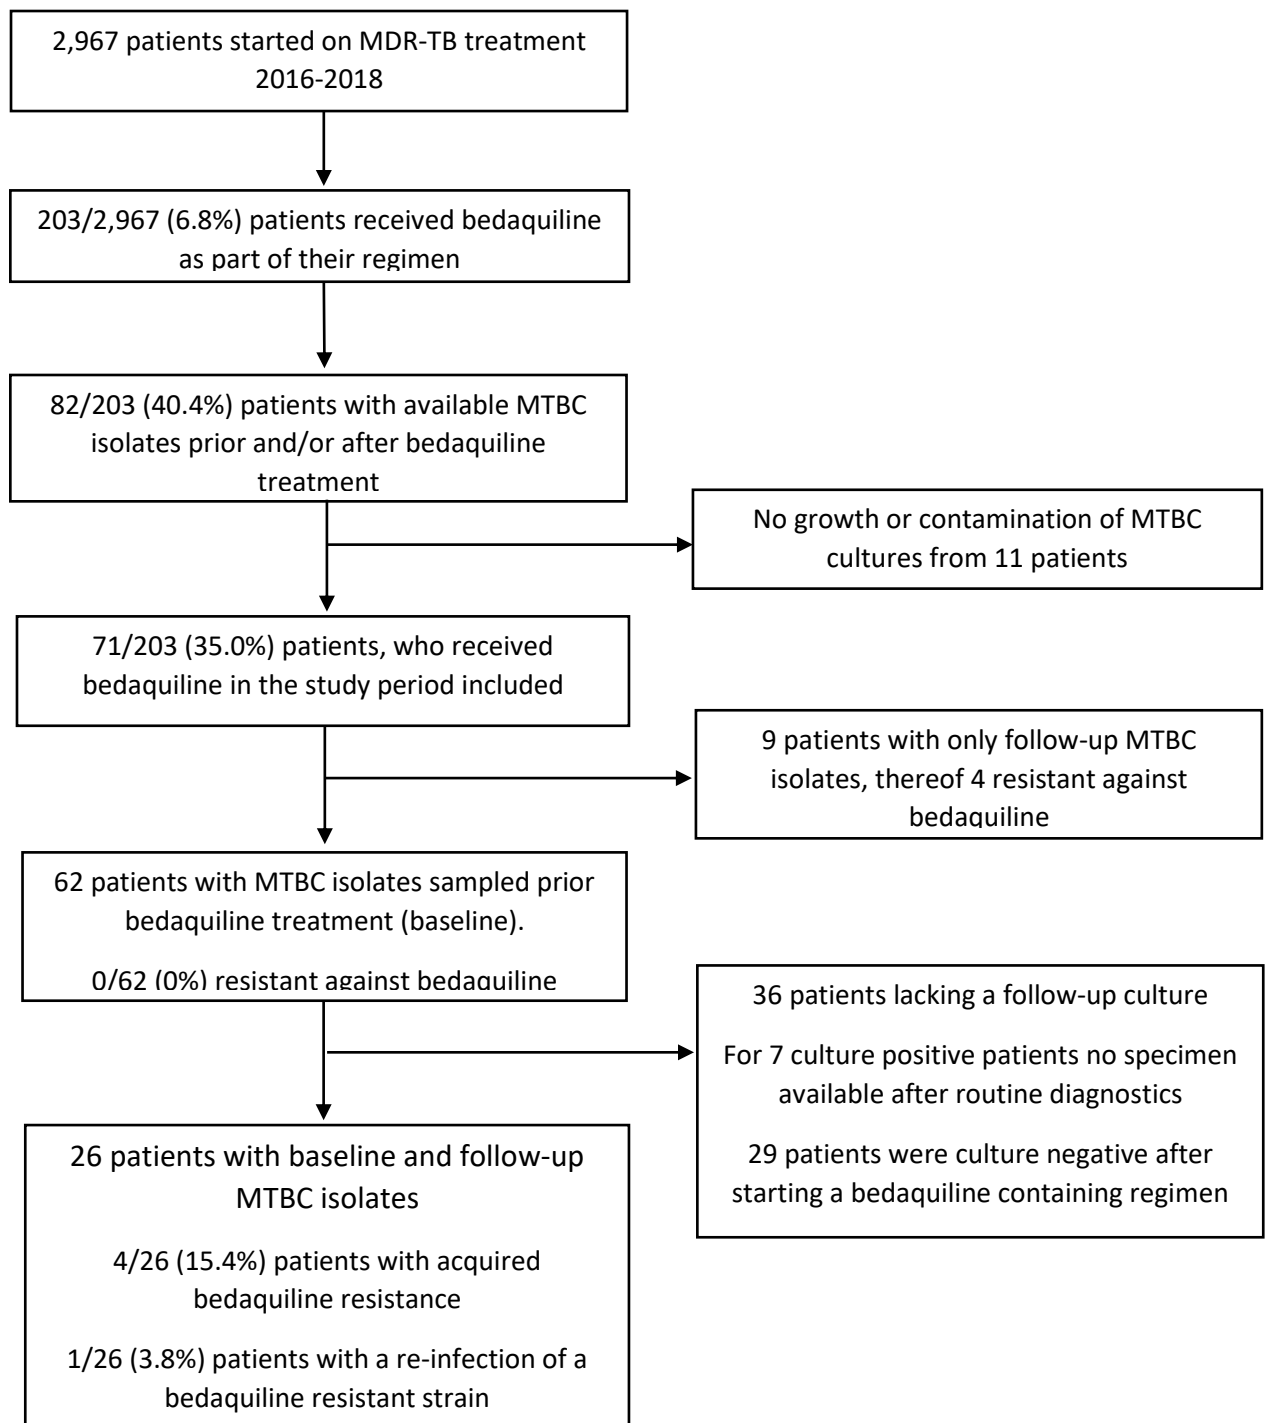 2,967 patients started on MDR-TB treatment
2016-2018
203/2,967 (6.8%) patients received bedaquiline
as part of their regimen
82/203 (40.4%) patients with available MTBC
isolates prior and/or after bedaquiline
treatment
No growth or contamination of MTBC
cultures from 11 patients
71/203 (35.0%) patients, who received
bedaquiline in the study period included
9 patients with only follow-up MTBC
isolates, thereof 4 resistant against
bedaquiline
62 patients with MTBC isolates sampled prior
bedaquiline treatment (baseline).
0/62 (0%) resistant against bedaquiline
36 patients lacking a follow-up culture
For 7 culture positive patients no specimen
available after routine diagnostics
29 patients were culture negative after
starting a bedaquiline containing regimen
26 patients with baseline and follow-up
MTBC isolates
4/26 (15.4%) patients with acquired
bedaquiline resistance
1/26 (3.8%) patients with a re-infection of a
bedaquiline resistant strain